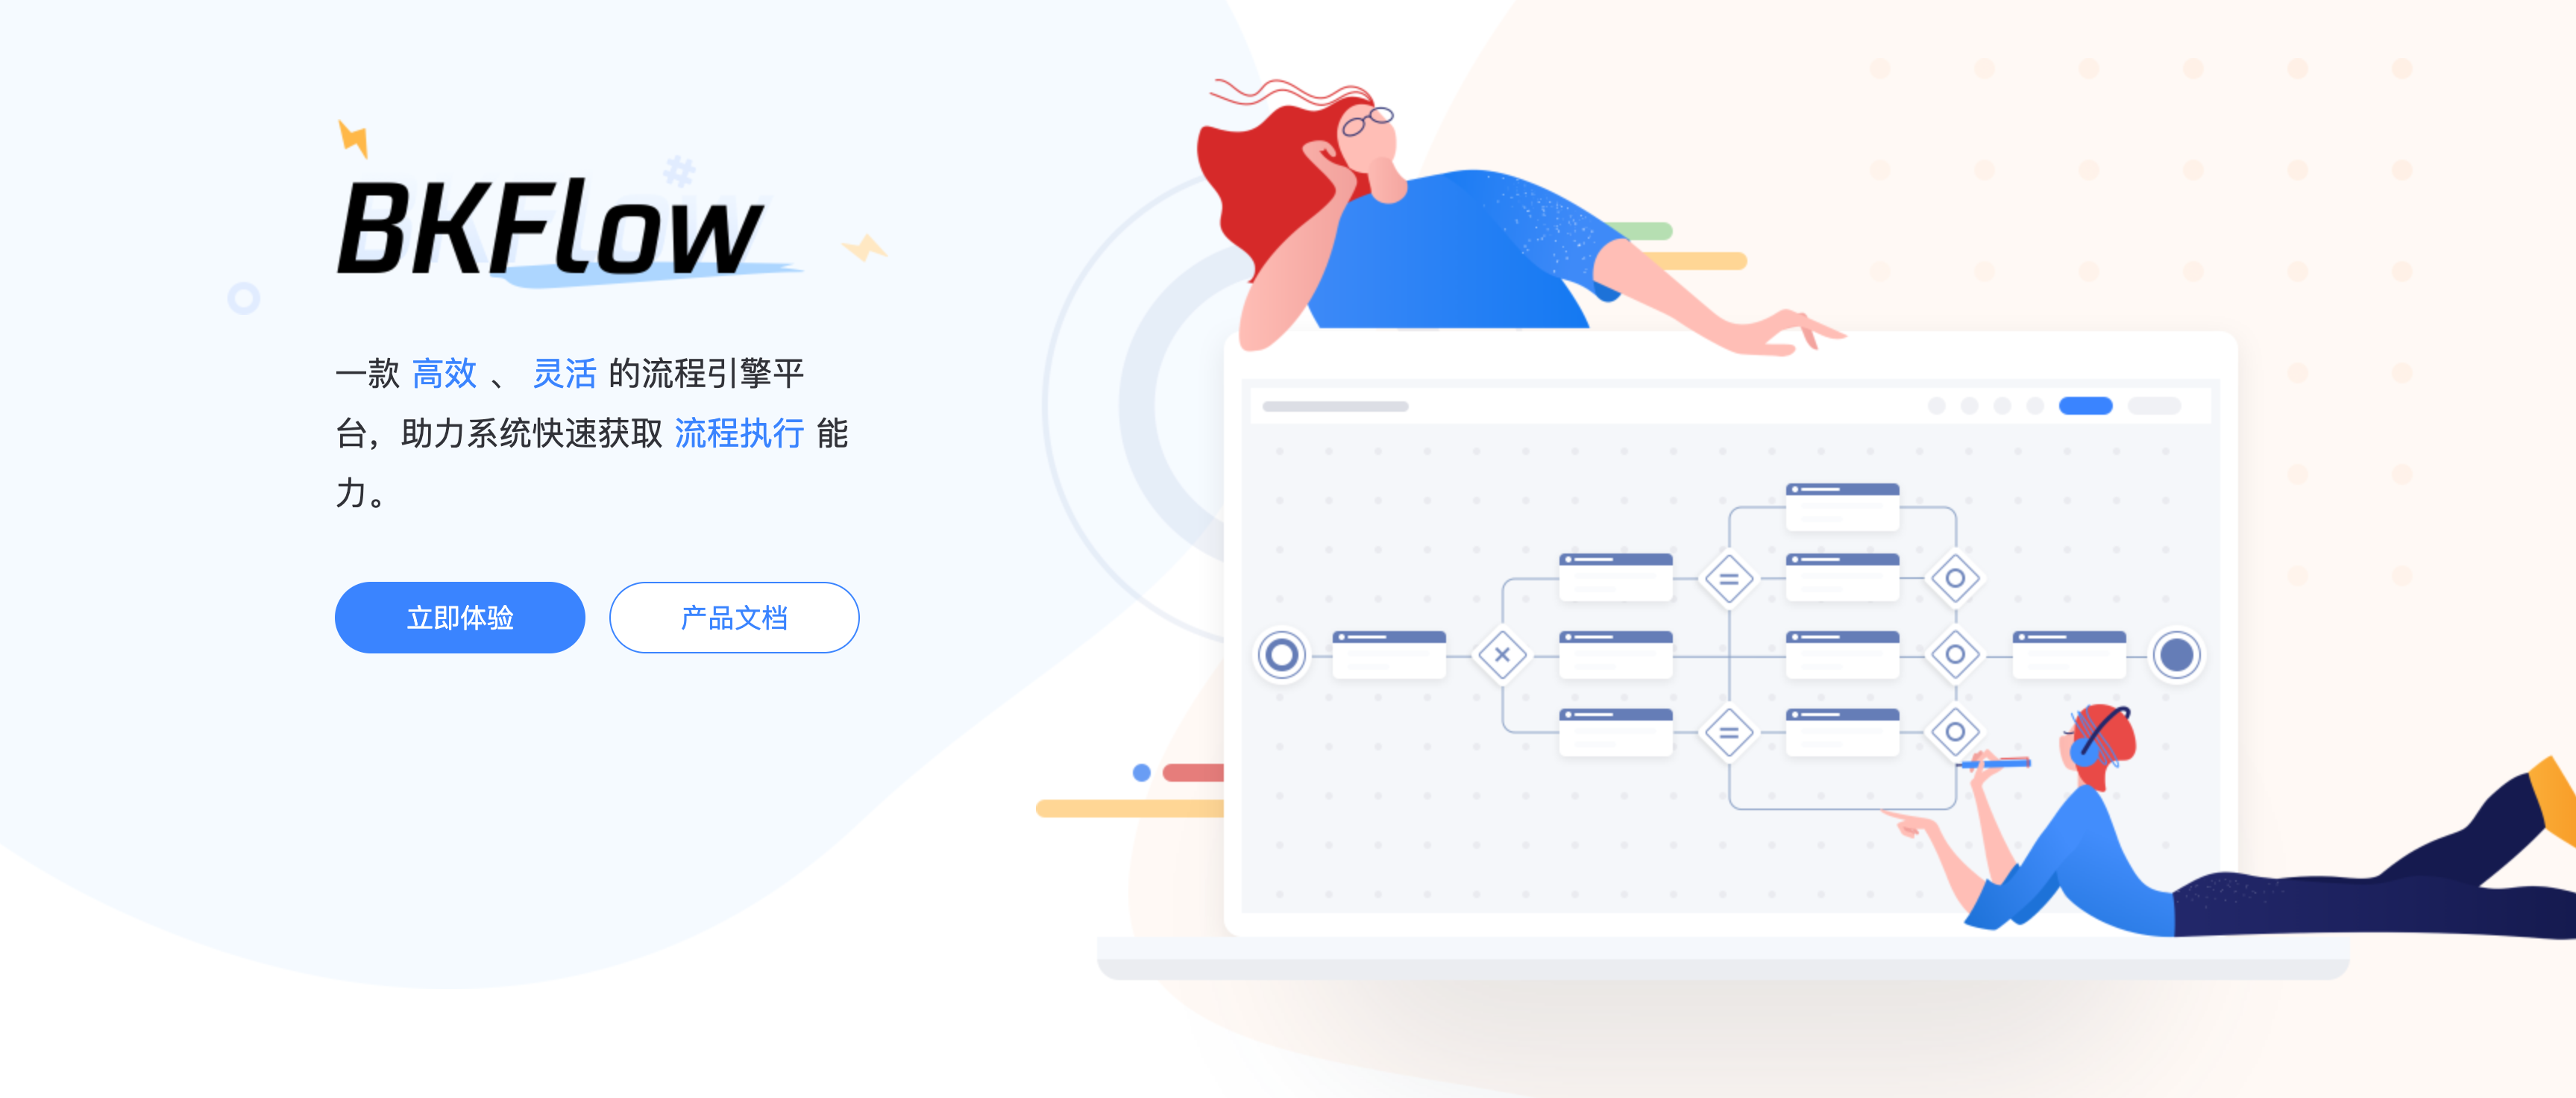 BKFlow
一款 高效 、 灵活 的流程引擎平
台，助力系统快速获取 流程执行 能
力。
立即体验 产品文档